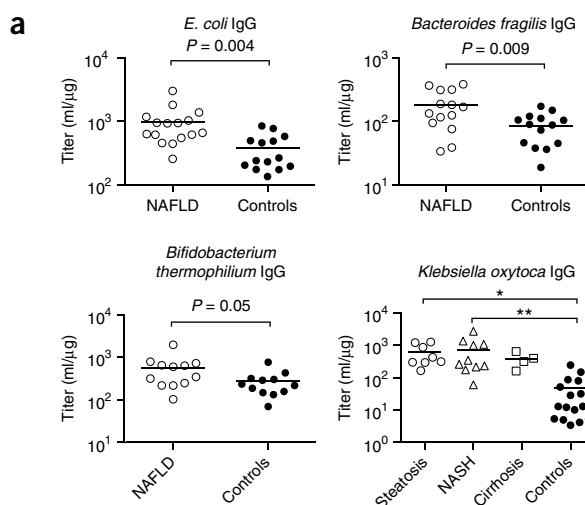 a
E. coli IgG
P = 0.004
Titer (ml/μg)
10⁴
10³
10²
NAFLD Controls
Bacteroides fragilis IgG
P = 0.009
Titer (ml/μg)
10³
10²
10¹
NAFLD Controls
Bifidobacterium
thermophilium IgG
P = 0.05
Titer (ml/μg)
10⁴
10³
10²
10¹
NAFLD Controls
Klebsiella oxytoca IgG
*
**
Titer (ml/μg)
10⁴
10³
10²
10¹
10⁰
Steatosis NASH Cirrhosis Controls